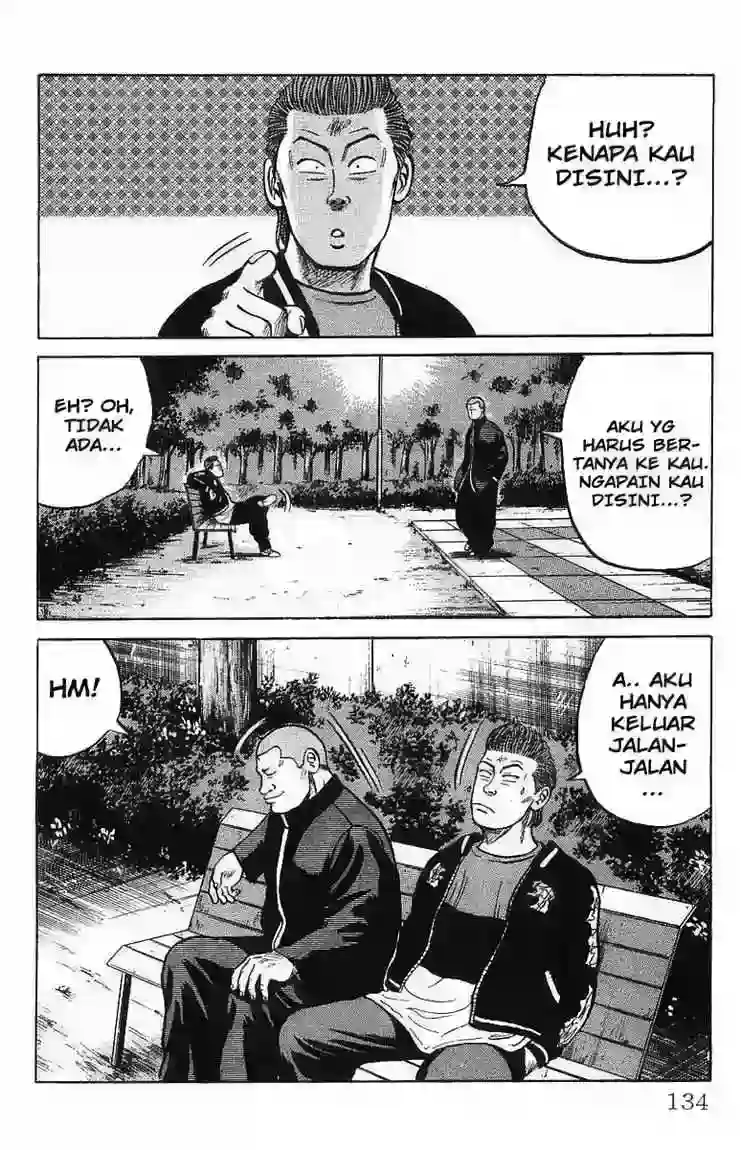 HUH?
KENAPA KAU
DISINI...?
AKU YG
HARUS BER-
TANYA KE KAU.
NGAPAIN KAU
DISINI...?
EH? OH,
TIDAK
ADA...
A.. AKU
HANYA
KELUAR
JALAN-
JALAN
...
HM!
134